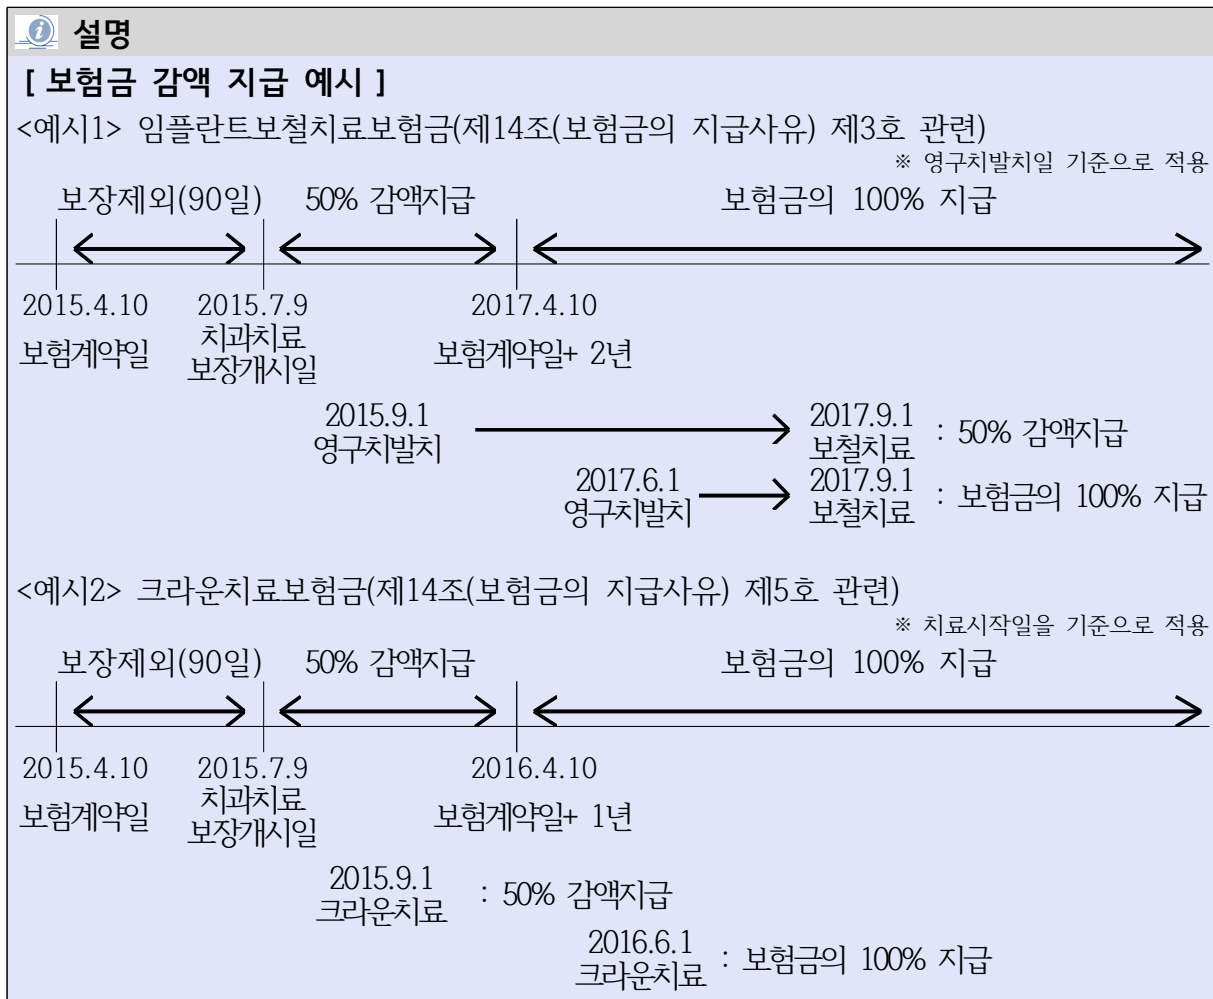 설명
[ 보험금 감액 지급 예시 ]
<예시1> 임플란트보철치료보험금(제14조(보험금의 지급사유) 제3호 관련)
※ 영구치발치일 기준으로 적용
보장제외(90일) 50% 감액지급 보험금의 100% 지급
2015.4.10 2015.7.9 2017.4.10
보험계약일 치과치료 보장개시일 보험계약일+ 2년
2015.9.1 영구치발치 2017.9.1 보철치료 : 50% 감액지급
2017.6.1 영구치발치 2017.9.1 보철치료 : 보험금의 100% 지급
<예시2> 크라운치료보험금(제14조(보험금의 지급사유) 제5호 관련)
※ 치료시작일을 기준으로 적용
보장제외(90일) 50% 감액지급 보험금의 100% 지급
2015.4.10 2015.7.9 2016.4.10
보험계약일 치과치료 보장개시일 보험계약일+ 1년
2015.9.1 크라운치료 : 50% 감액지급
2016.6.1 크라운치료 : 보험금의 100% 지급